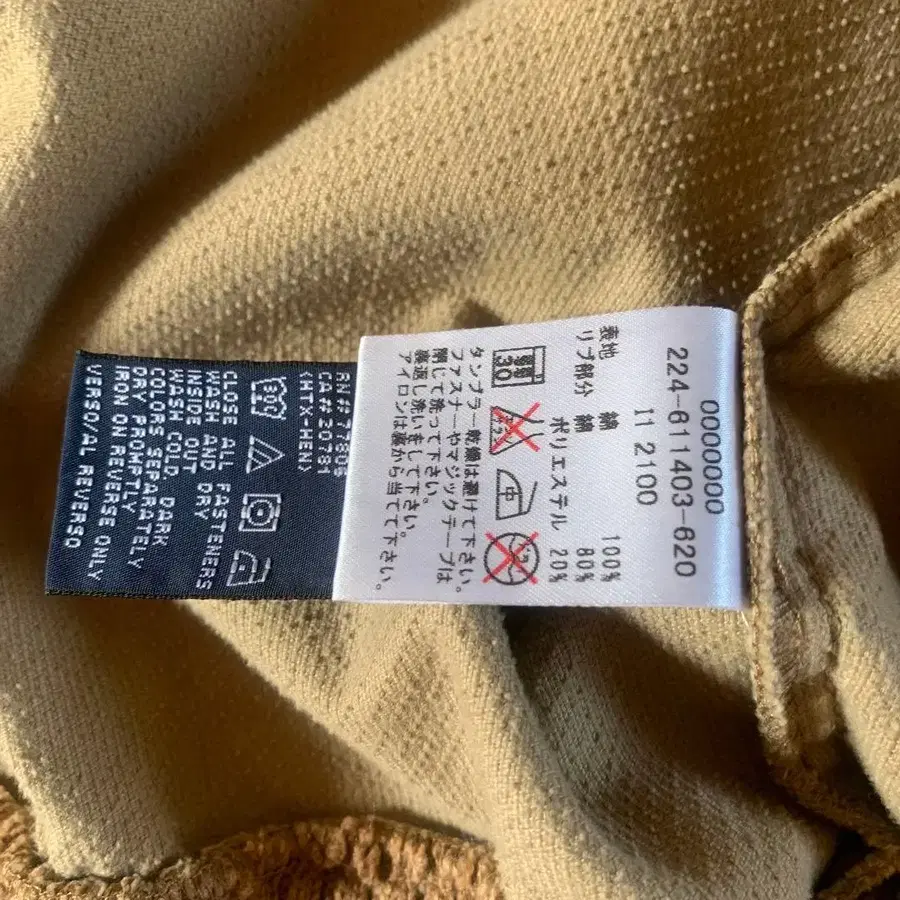 0000000
224-611403-620
11 2100
表地 綿 100%
リブ部分 綿 80%
ポリエステル 20%
30
タンブラー乾燥は避けて下さい。
ファスナーやマジックテープは
閉じて洗って下さい。
裏返し洗いをして下さい。
アイロンは裏から当てて下さい。
RN# 77806
CA# 20781
(HTX-HEN)
CLOSE ALL FASTENERS
WASH AND DRY
INSIDE OUT
WASH COLD, DARK
COLORS SEPARATELY
DRY PROMPTLY
IRON ON REVERSE ONLY
VERSO/AL REVERSO